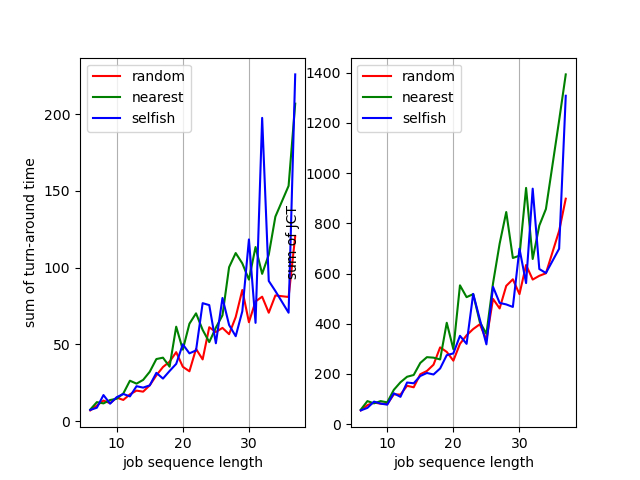 sum of turn-around time
200
150
100
50
0
10
20
30
job sequence length
random
nearest
selfish
sum of JCT
1400
1200
1000
800
600
400
200
0
10
20
30
job sequence length
random
nearest
selfish